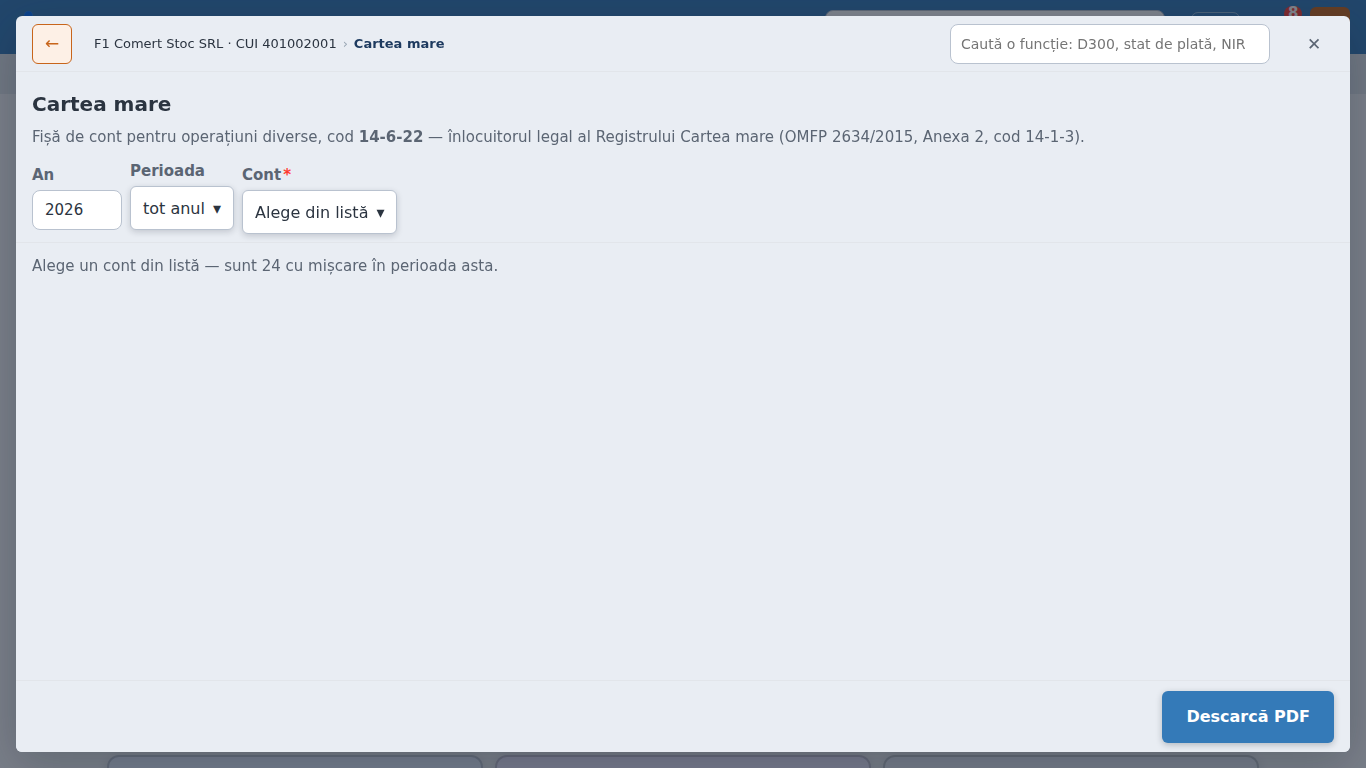 8
← F1 Comert Stoc SRL · CUI 401002001 › Cartea mare Caută o funcție: D300, stat de plată, NIR ✕
Cartea mare
Fișă de cont pentru operațiuni diverse, cod 14-6-22 — înlocuitorul legal al Registrului Cartea mare (OMFP 2634/2015, Anexa 2, cod 14-1-3).
An Perioada Cont*
2026 tot anul ▾ Alege din listă ▾
Alege un cont din listă — sunt 24 cu mișcare în perioada asta.
Descarcă PDF